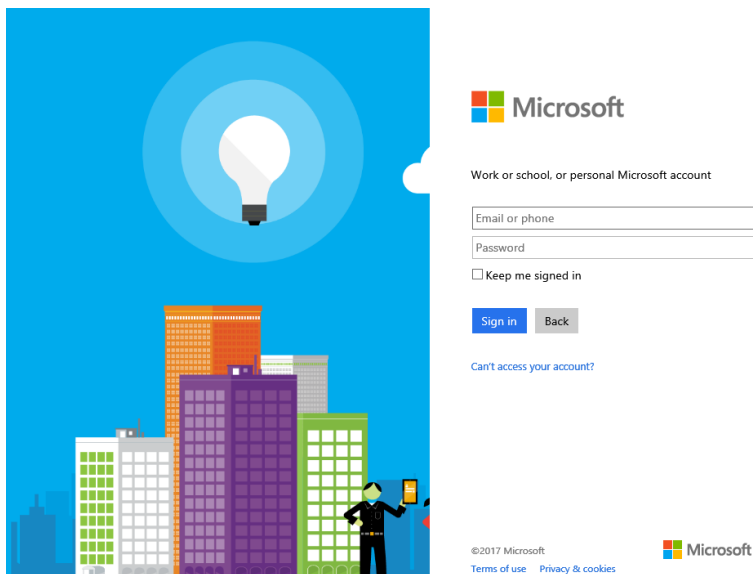 Microsoft
Work or school, or personal Microsoft account
Email or phone
Password
Keep me signed in
Sign in Back
Can't access your account?
©2017 Microsoft
Microsoft
Terms of use Privacy & cookies